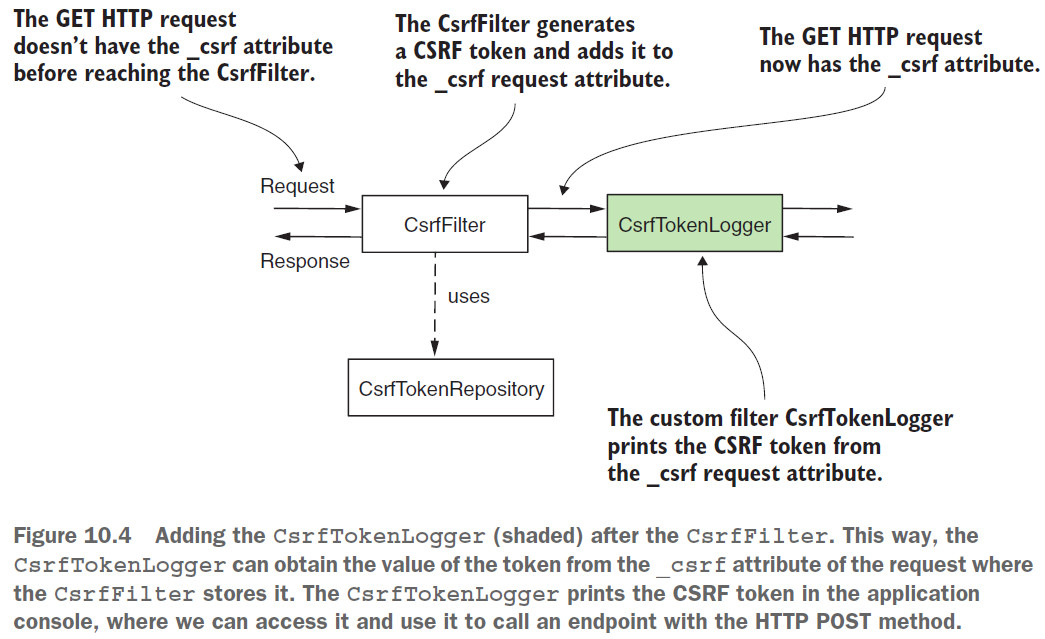 The GET HTTP request
doesn't have the _csrf attribute
before reaching the CsrfFilter.
The CsrfFilter generates
a CSRF token and adds it to
the _csrf request attribute.
The GET HTTP request
now has the _csrf attribute.
Request
CsrfFilter
CsrfTokenLogger
Response
uses
CsrfTokenRepository
The custom filter CsrfTokenLogger
prints the CSRF token from
the _csrf request attribute.
Figure 10.4 Adding the CsrfTokenLogger (shaded) after the CsrfFilter. This way, the
CsrfTokenLogger can obtain the value of the token from the _csrf attribute of the request where
the CsrfFilter stores it. The CsrfTokenLogger prints the CSRF token in the application
console, where we can access it and use it to call an endpoint with the HTTP POST method.